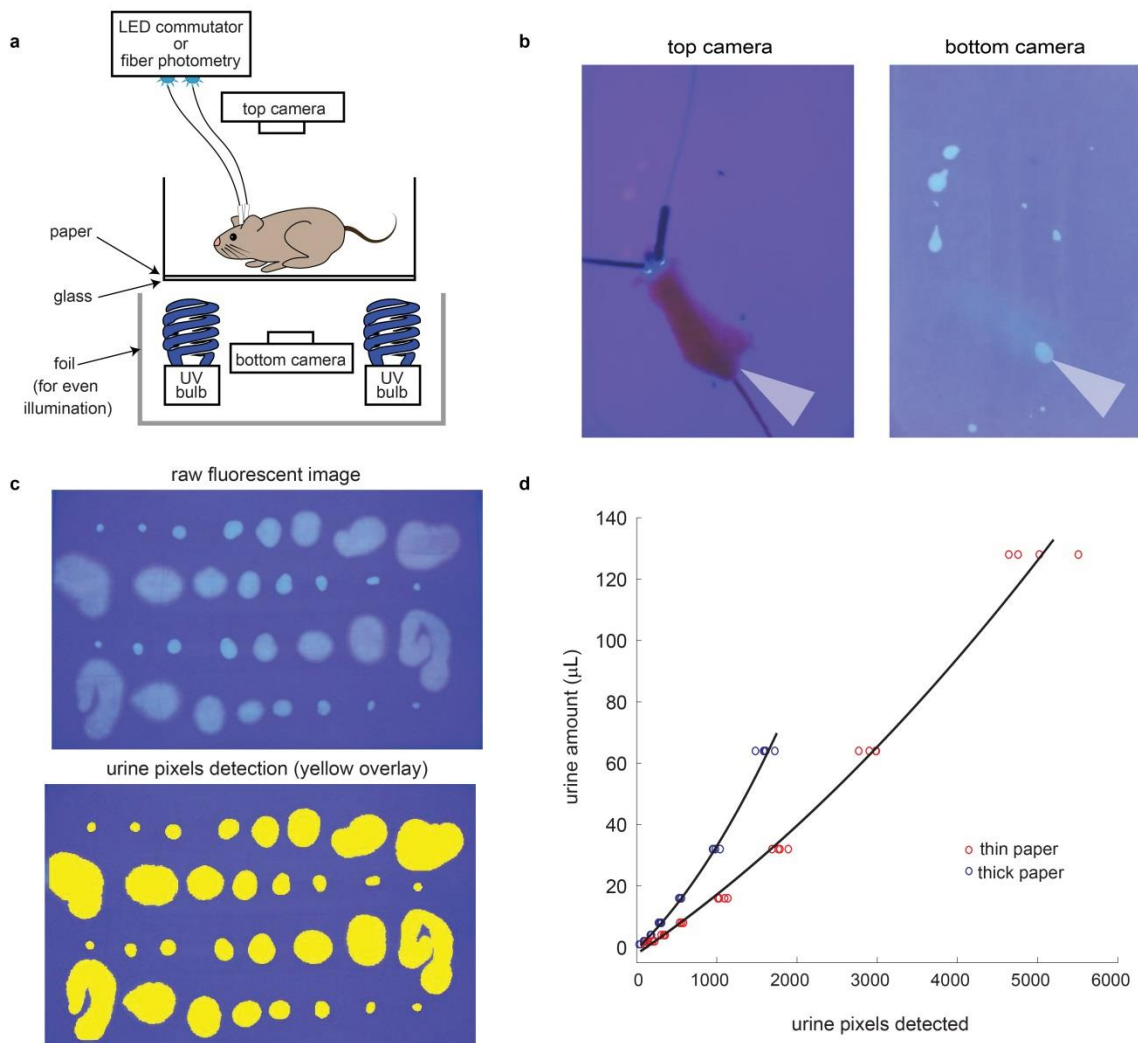 a
LED commutator
or
fiber photometry
top camera
paper
glass
foil
(for even
illumination)
UV
bulb
bottom camera
UV
bulb
b
top camera
bottom camera
c
raw fluorescent image
urine pixels detection (yellow overlay)
d
urine amount (μL)
140
120
100
80
60
40
20
0
thin paper
thick paper
0
1000
2000
3000
4000
5000
6000
urine pixels detected